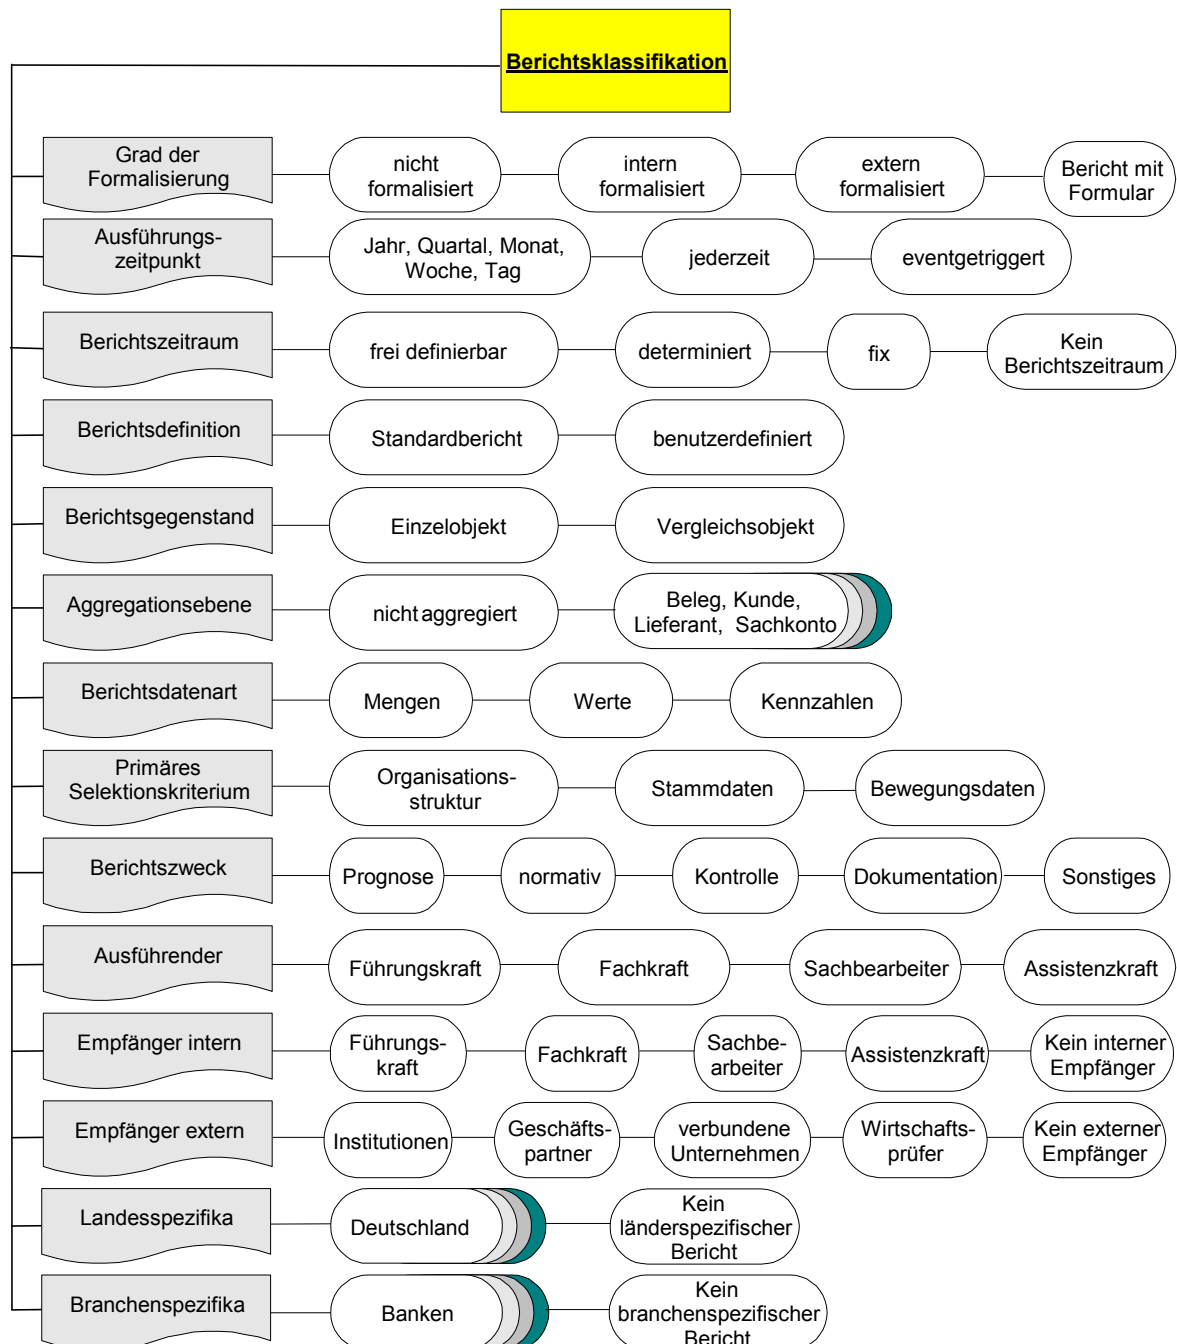 Berichtsklassifikation
Grad der
Formalisierung
nicht
formalisiert
intern
formalisiert
extern
formalisiert
Bericht mit
Formular
Ausführungs-
zeitpunkt
Jahr, Quartal, Monat,
Woche, Tag
jederzeit
eventgetriggert
Berichtszeitraum
frei definierbar
determiniert
fix
Kein
Berichtszeitraum
Berichtsdefinition
Standardbericht
benutzerdefiniert
Berichtsgegenstand
Einzelobjekt
Vergleichsobjekt
Aggregationsebene
nicht aggregiert
Beleg, Kunde,
Lieferant, Sachkonto
Berichtsdatenart
Mengen
Werte
Kennzahlen
Primäres
Selektionskriterium
Organisations-
struktur
Stammdaten
Bewegungsdaten
Berichtszweck
Prognose
normativ
Kontrolle
Dokumentation
Sonstiges
Ausführender
Führungskraft
Fachkraft
Sachbearbeiter
Assistenzkraft
Empfänger intern
Führungs-
kraft
Fachkraft
Sachbe-
arbeiter
Assistenzkraft
Kein interner
Empfänger
Empfänger extern
Institutionen
Geschäfts-
partner
verbundene
Unternehmen
Wirtschafts-
prüfer
Kein externer
Empfänger
Landesspezifika
Deutschland
Kein
länderspezifischer
Bericht
Branchenspezifika
Banken
Kein
branchenspezifischer
Bericht